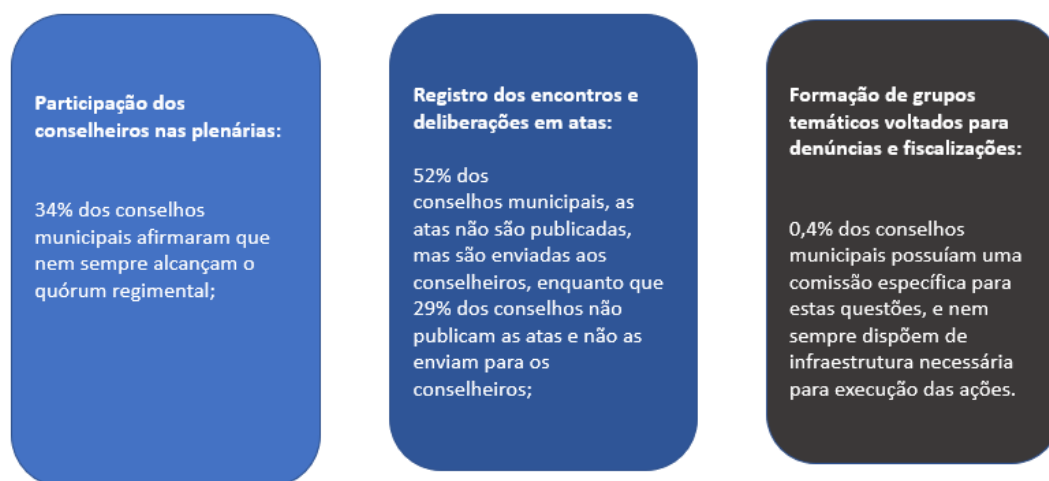 Participação dos
conselheiros nas plenárias:
34% dos conselhos
municipais afirmaram que
nem sempre alcançam o
quórum regimental;
Registro dos encontros e
deliberações em atas:
52% dos
conselhos municipais, as
atas não são publicadas,
mas são enviadas aos
conselheiros, enquanto que
29% dos conselhos não
publicam as atas e não as
enviam para os
conselheiros;
Formação de grupos
temáticos voltados para
denúncias e fiscalizações:
0,4% dos conselhos
municipais possuíam uma
comissão específica para
estas questões, e nem
sempre dispõem de
infraestrutura necessária
para execução das ações.